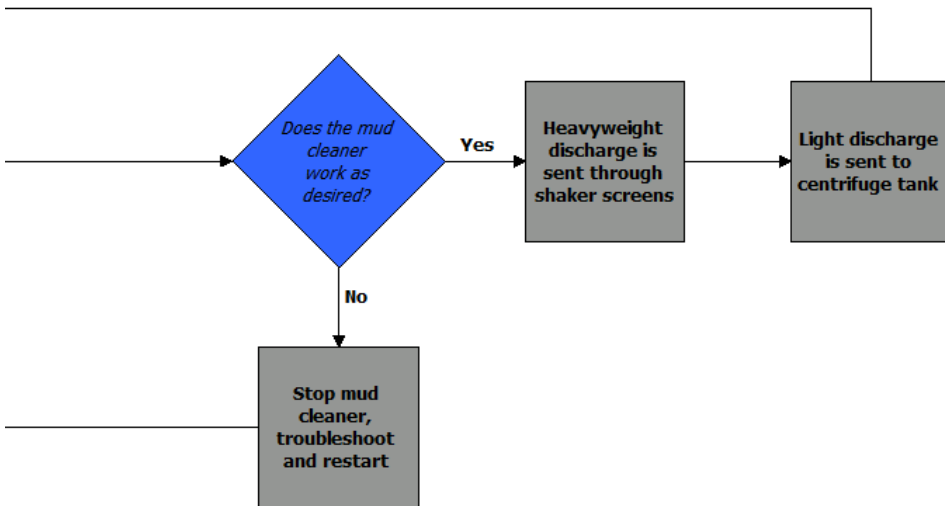 Does the mud
cleaner
work as
desired?
Yes
Heavyweight
discharge is
sent through
shaker screens
Light discharge
is sent to
centrifuge tank
No
Stop mud
cleaner,
troubleshoot
and restart